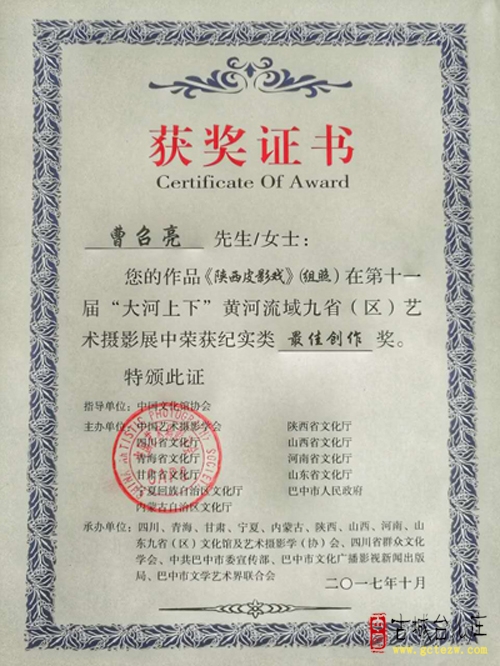 获奖证书
Certificate Of Award
曹召亮 先生/女士：
您的作品《陕西皮影戏》(组照)在第十一
届“大河上下”黄河流域九省（区）艺
术摄影展中荣获纪实类 最佳创作 奖。
特颁此证
指导单位：中国文化馆协会
主办单位：中国艺术摄影学会 陕西省文化厅
四川省文化厅 山西省文化厅
青海省文化厅 河南省文化厅
甘肃省文化厅 山东省文化厅
宁夏回族自治区文化厅 巴中市人民政府
内蒙古自治区文化厅
承办单位：四川、青海、甘肃、宁夏、内蒙古、陕西、山西、河南、山
东九省（区）文化馆及艺术摄影学（协）会、四川省群众文化
学会、中共巴中市委宣传部、巴中市文化广播影视新闻出版
局、巴中市文学艺术界联合会
二〇一七年十月
www.gctezw.com